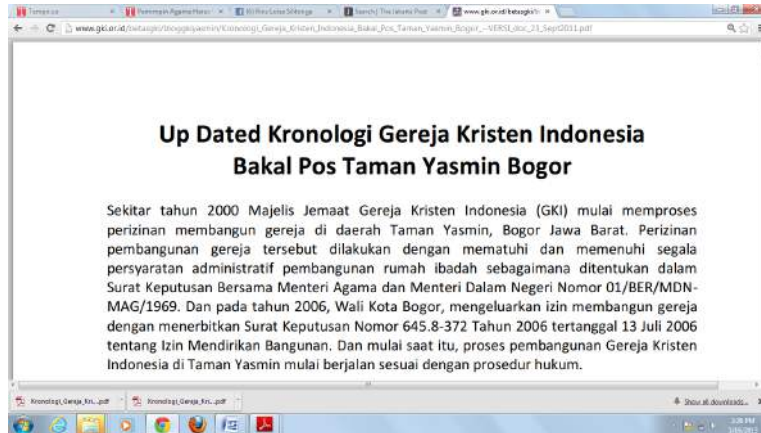 www.gki.or.id/betasgki/
Up Dated Kronologi Gereja Kristen Indonesia
Bakal Pos Taman Yasmin Bogor
Sekitar tahun 2000 Majelis Jemaat Gereja Kristen Indonesia (GKI) mulai memproses
perizinan membangun gereja di daerah Taman Yasmin, Bogor Jawa Barat. Perizinan
pembangunan gereja tersebut dilakukan dengan mematuhi dan memenuhi segala
persyaratan administratif pembangunan rumah ibadah sebagaimana ditentukan dalam
Surat Keputusan Bersama Menteri Agama dan Menteri Dalam Negeri Nomor 01/BER/MDN-
MAG/1969. Dan pada tahun 2006, Wali Kota Bogor, mengeluarkan izin membangun gereja
dengan menerbitkan Surat Keputusan Nomor 645.8-372 Tahun 2006 tertanggal 13 Juli 2006
tentang Izin Mendirikan Bangunan. Dan mulai saat itu, proses pembangunan Gereja Kristen
Indonesia di Taman Yasmin mulai berjalan sesuai dengan prosedur hukum.
Kronologi_Gereja_Kri....pdf Kronologi_Gereja_Kri....pdf Show all downloads...